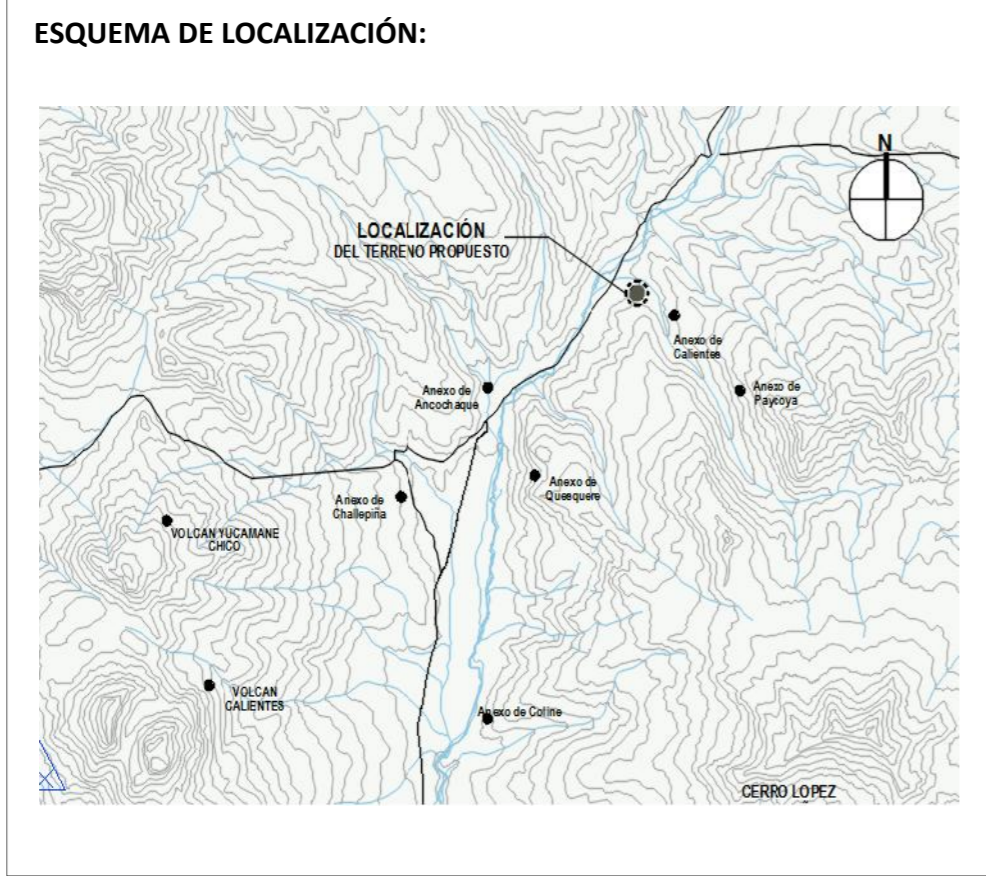 ESQUEMA DE LOCALIZACIÓN:
N
LOCALIZACIÓN
DEL TERRENO PROPUESTO
Anexo de
Calientes
Anexo de
Ancochaque
Anexo de
Paycoya
Anexo de
Quesquere
Anexo de
Challepiña
VOLCAN YUCAMANE
CHICO
VOLCAN
CALIENTES
Anexo de Coline
CERRO LOPEZ